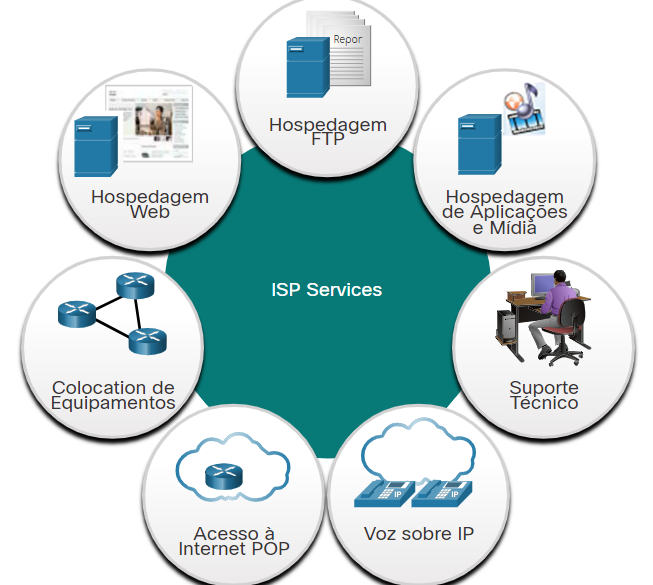 Repor
Hospedagem
FTP
Hospedagem
Web
Hospedagem
de Aplicações
e Mídia
ISP Services
Colocation de
Equipamentos
Suporte
Técnico
Acesso à
Internet POP
IP
IP
Voz sobre IP